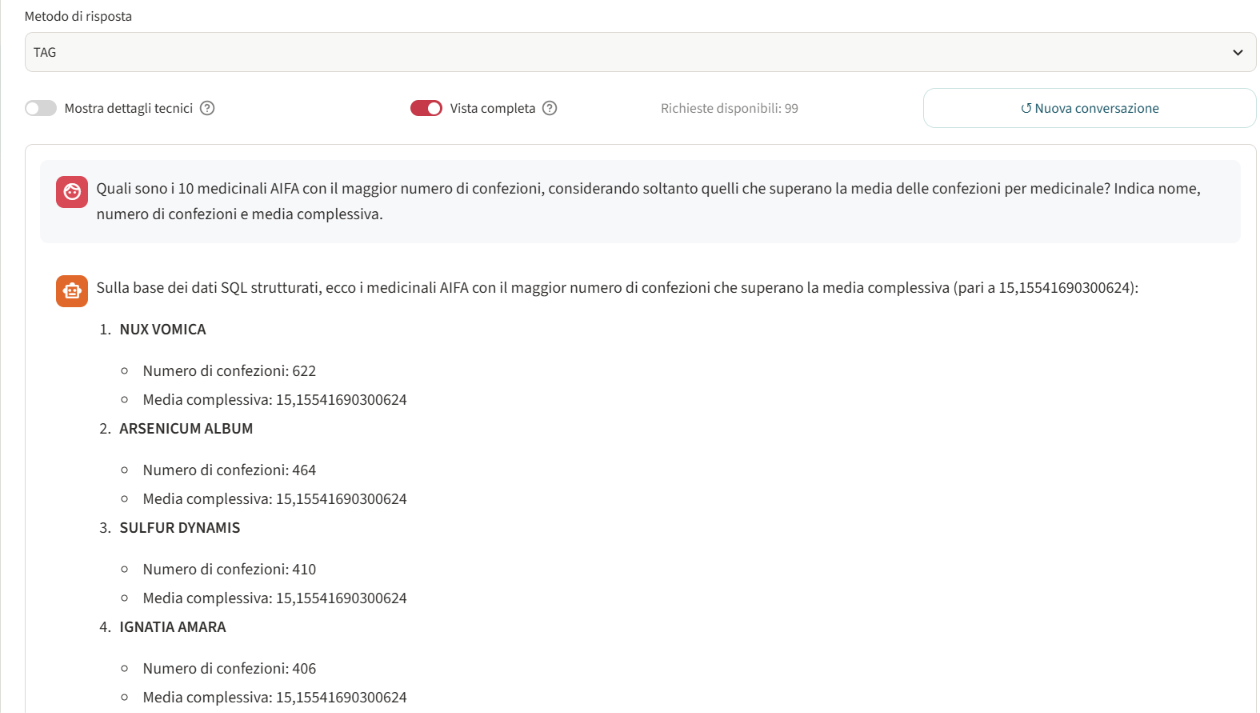 Metodo di risposta
TAG
Mostra dettagli tecnici
Vista completa
Richieste disponibili: 99
↺ Nuova conversazione
Quali sono i 10 medicinali AIFA con il maggior numero di confezioni, considerando soltanto quelli che superano la media delle confezioni per medicinale? Indica nome,
numero di confezioni e media complessiva.
Sulla base dei dati SQL strutturati, ecco i medicinali AIFA con il maggior numero di confezioni che superano la media complessiva (pari a 15,15541690300624):
1. NUX VOMICA
Numero di confezioni: 622
Media complessiva: 15,15541690300624
2. ARSENICUM ALBUM
Numero di confezioni: 464
Media complessiva: 15,15541690300624
3. SULFUR DYNAMIS
Numero di confezioni: 410
Media complessiva: 15,15541690300624
4. IGNATIA AMARA
Numero di confezioni: 406
Media complessiva: 15,15541690300624